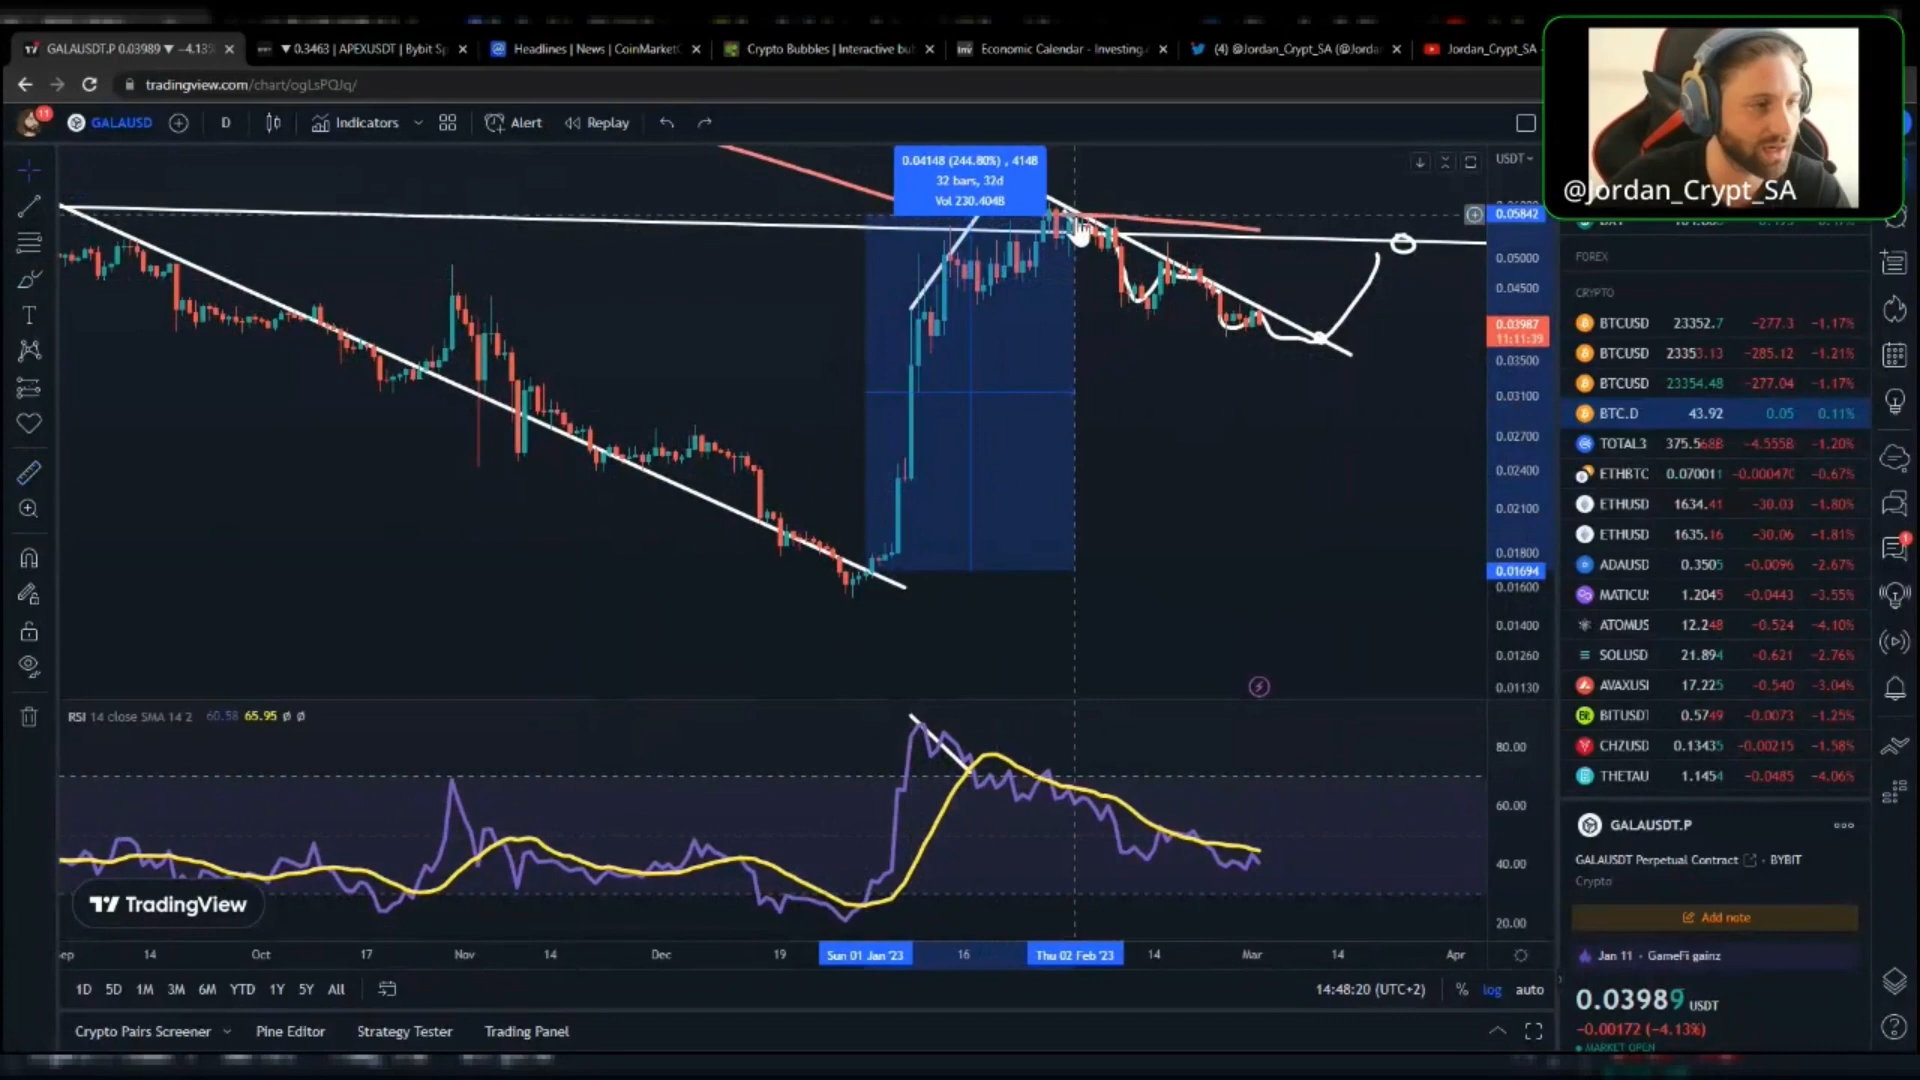 GALAUSDT.P 0.03989 ▼ −4.13%
▼ 0.3463 | APEXUSDT | Bybit Sp
Headlines | News | CoinMarketC
Crypto Bubbles | Interactive bu
Economic Calendar - Investing.
(4) @Jordan_Crypt_SA (@Jorda
Jordan_Crypt_SA
tradingview.com/chart/ogLsPQJq/
@Jordan_Crypt_SA
11
GALAUSD
D
Indicators
Alert
Replay
USDT
0.04148 (244.80%) , 4148
32 bars, 32d
Vol 230.404B
0.05842
0.05000
0.04500
0.03987
11:11:39
0.03500
0.03100
0.02700
0.02400
0.02100
0.01800
0.01694
0.01600
0.01400
0.01260
0.01130
RSI 14 close SMA 14 2 60.58 65.95 ø ø
80.00
60.00
40.00
20.00
TradingView
14
Oct
17
Nov
14
Dec
19
Sun 01 Jan '23
16
Thu 02 Feb '23
14
Mar
14
Apr
1D 5D 1M 3M 6M YTD 1Y 5Y All
14:48:20 (UTC+2)
% log auto
Crypto Pairs Screener
Pine Editor
Strategy Tester
Trading Panel
FOREX
CRYPTO
BTCUSD 23352.7 −277.3 −1.17%
BTCUSD 23353.13 −285.12 −1.21%
BTCUSD 23354.48 −277.04 −1.17%
BTC.D 43.92 0.05 0.11%
TOTAL3 375.568B −4.555B −1.20%
ETHBTC 0.070011 −0.000470 −0.67%
ETHUSD 1634.41 −30.03 −1.80%
ETHUSD 1635.16 −30.06 −1.81%
ADAUSD 0.3505 −0.0096 −2.67%
MATICU 1.2045 −0.0443 −3.55%
ATOMUS 12.248 −0.524 −4.10%
SOLUSD 21.894 −0.621 −2.76%
AVAXUSI 17.225 −0.540 −3.04%
BITUSDT 0.5749 −0.0073 −1.25%
CHZUSD 0.13435 −0.00215 −1.58%
THETAU 1.1454 −0.0485 −4.06%
GALAUSDT.P
GALAUSDT Perpetual Contract • BYBIT
Crypto
Add note
Jan 11 • GameFi gainz
0.03989 USDT
−0.00172 (−4.13%)
MARKET OPEN